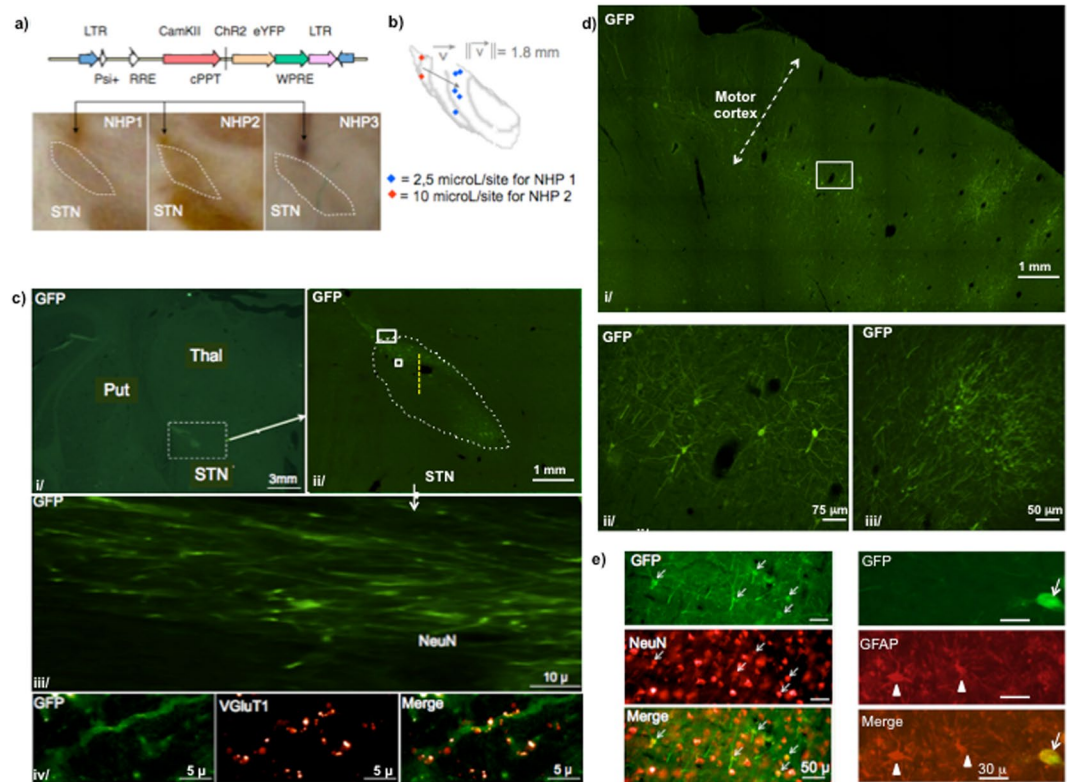 a)
LTR CamKII ChR2 eYFP LTR
Psi+ RRE cPPT WPRE
NHP1 NHP2 NHP3
STN STN STN
b)
v ||v||= 1.8 mm
= 2,5 microL/site for NHP 1
= 10 microL/site for NHP 2
c)
GFP GFP
Thal
Put
STN STN
i/ 3mm ii/ 1 mm
GFP
NeuN
iii/ 10 µ
GFP VGluT1 Merge
iv/ 5 µ 5 µ 5 µ
d)
GFP
Motor
cortex
1 mm
i/
GFP GFP
ii/ 75 µm iii/ 50 µm
e)
GFP GFP
NeuN GFAP
Merge Merge
50 µ 30 µ